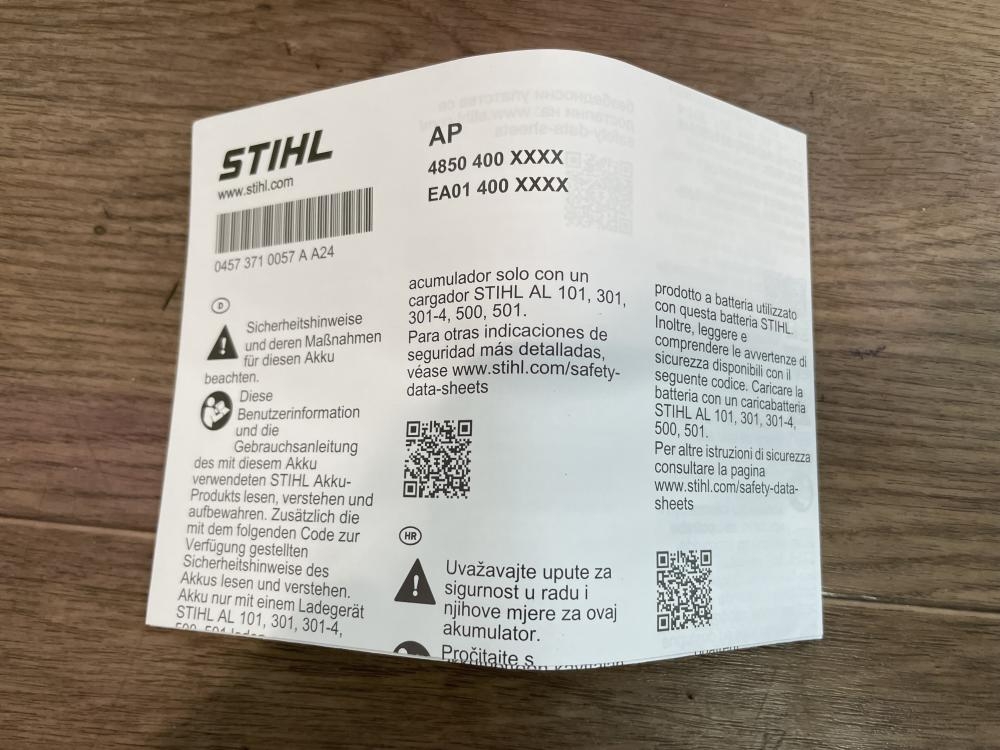 STIHL
www.stihl.com
0457 371 0057 A A24
D
Sicherheitshinweise
und deren Maßnahmen
für diesen Akku
beachten.
Diese
Benutzerinformation
und die
Gebrauchsanleitung
des mit diesem Akku
verwendeten STIHL Akku-
Produkts lesen, verstehen und
aufbewahren. Zusätzlich die
mit dem folgenden Code zur
Verfügung gestellten
Sicherheitshinweise des
Akkus lesen und verstehen.
Akku nur mit einem Ladegerät
STIHL AL 101, 301, 301-4,
AP
4850 400 XXXX
EA01 400 XXXX
acumulador solo con un
cargador STIHL AL 101, 301,
301-4, 500, 501.
Para otras indicaciones de
seguridad más detalladas,
véase www.stihl.com/safety-
data-sheets
HR
Uvažavajte upute za
sigurnost u radu i
njihove mjere za ovaj
akumulator.
Pročitajte s
prodotto a batteria utilizzato
con questa batteria STIHL.
Inoltre, leggere e
comprendere le avvertenze di
sicurezza disponibili con il
seguente codice. Caricare la
batteria con un caricabatteria
STIHL AL 101, 301, 301-4,
500, 501.
Per altre istruzioni di sicurezza
consultare la pagina
www.stihl.com/safety-data-
sheets